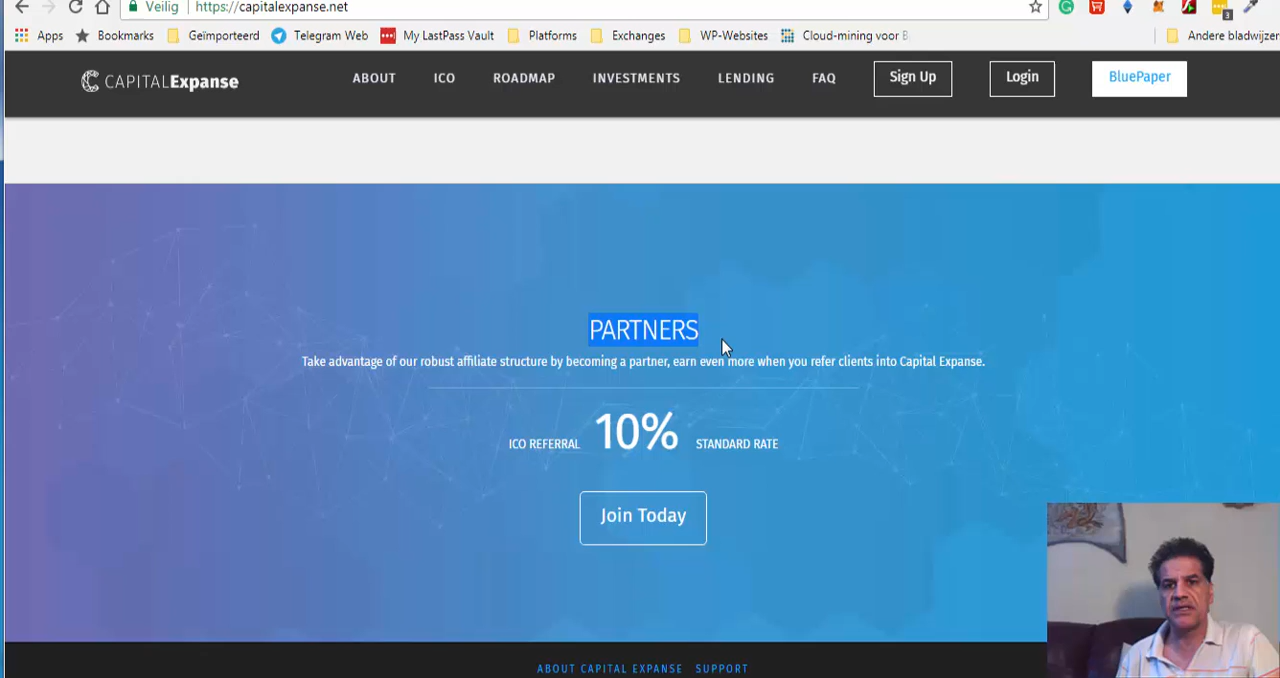 Veilig https://capitalexpanse.net
3
Apps Bookmarks Geïmporteerd Telegram Web My LastPass Vault Platforms Exchanges WP-Websites Cloud-mining voor Andere bladwijzer
CAPITALExpanse ABOUT ICO ROADMAP INVESTMENTS LENDING FAQ Sign Up Login BluePaper
PARTNERS
Take advantage of our robust affiliate structure by becoming a partner, earn even more when you refer clients into Capital Expanse.
ICO REFERRAL 10% STANDARD RATE
Join Today
ABOUT CAPITAL EXPANSE SUPPORT